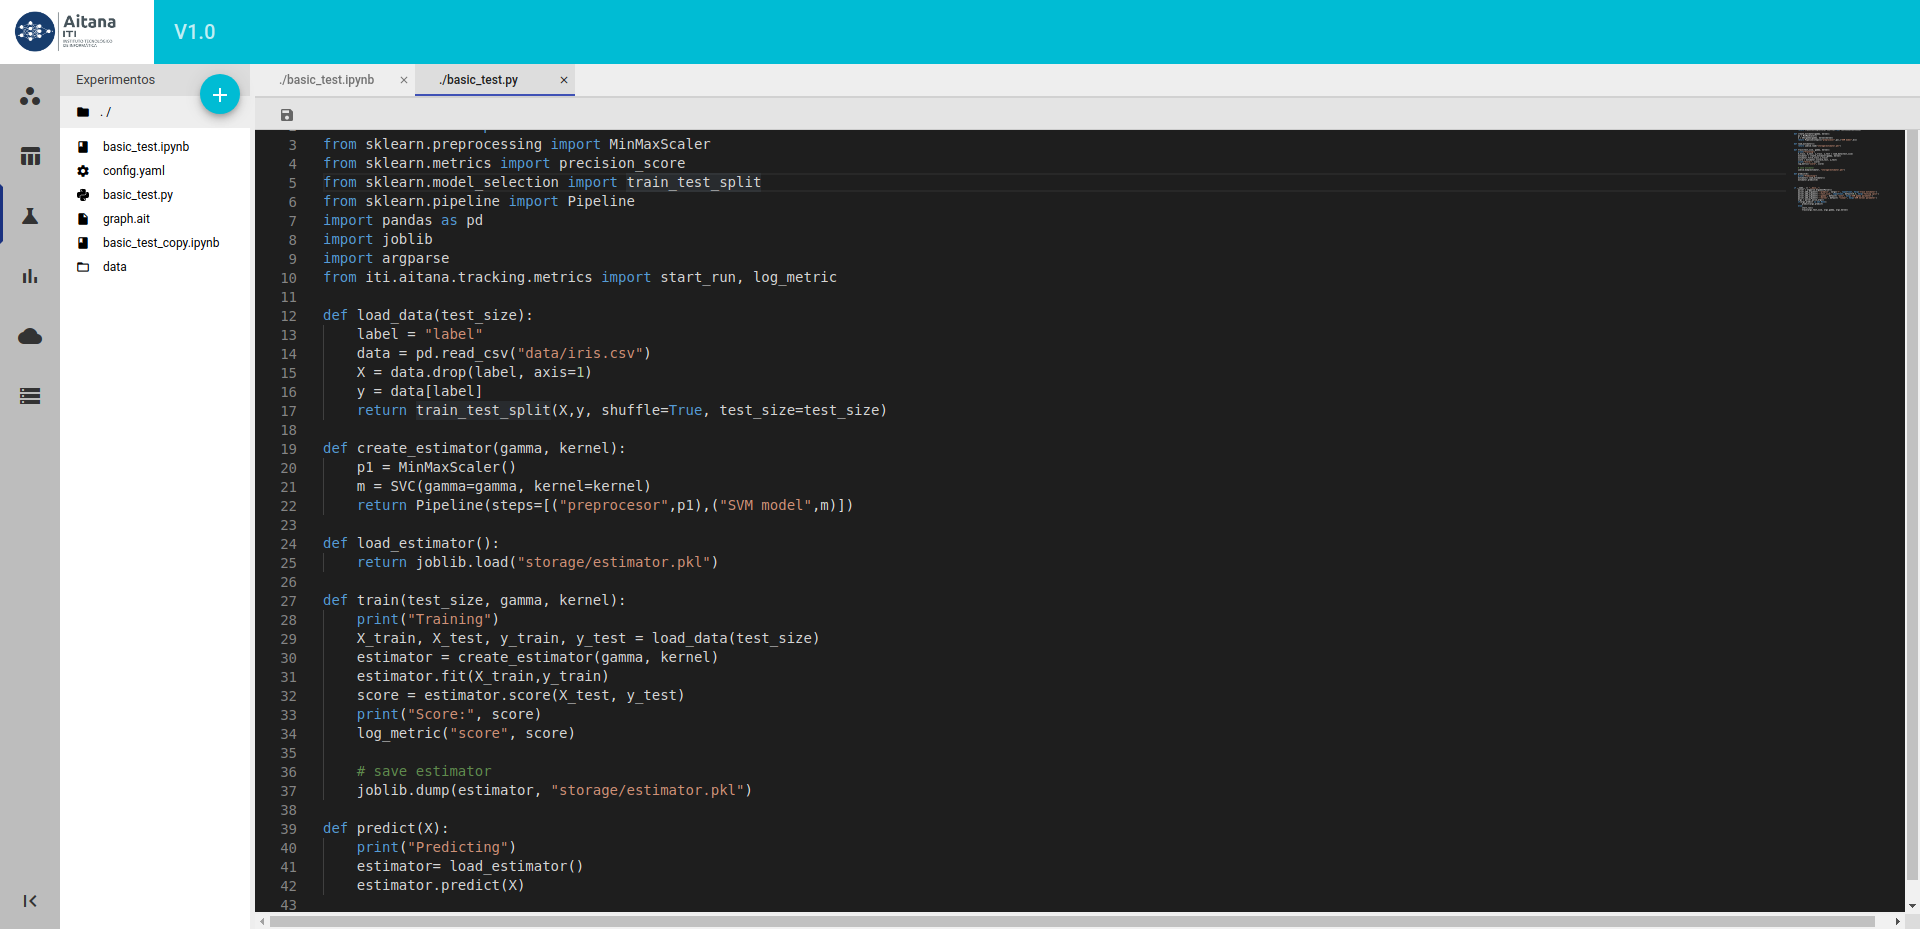 Aitana
ITI
INSTITUTO TECNOLÓGICO
DE INFORMÁTICA
V1.0
Experimentos
./
basic_test.ipynb
config.yaml
basic_test.py
graph.ait
basic_test_copy.ipynb
data
./basic_test.ipynb ×
./basic_test.py ×
3 from sklearn.preprocessing import MinMaxScaler
4 from sklearn.metrics import precision_score
5 from sklearn.model_selection import train_test_split
6 from sklearn.pipeline import Pipeline
7 import pandas as pd
8 import joblib
9 import argparse
10 from iti.aitana.tracking.metrics import start_run, log_metric
11
12 def load_data(test_size):
13     label = "label"
14     data = pd.read_csv("data/iris.csv")
15     X = data.drop(label, axis=1)
16     y = data[label]
17     return train_test_split(X,y, shuffle=True, test_size=test_size)
18
19 def create_estimator(gamma, kernel):
20     p1 = MinMaxScaler()
21     m = SVC(gamma=gamma, kernel=kernel)
22     return Pipeline(steps=[("preprocesor",p1),("SVM model",m)])
23
24 def load_estimator():
25     return joblib.load("storage/estimator.pkl")
26
27 def train(test_size, gamma, kernel):
28     print("Training")
29     X_train, X_test, y_train, y_test = load_data(test_size)
30     estimator = create_estimator(gamma, kernel)
31     estimator.fit(X_train,y_train)
32     score = estimator.score(X_test, y_test)
33     print("Score:", score)
34     log_metric("score", score)
35
36     # save estimator
37     joblib.dump(estimator, "storage/estimator.pkl")
38
39 def predict(X):
40     print("Predicting")
41     estimator= load_estimator()
42     estimator.predict(X)
43